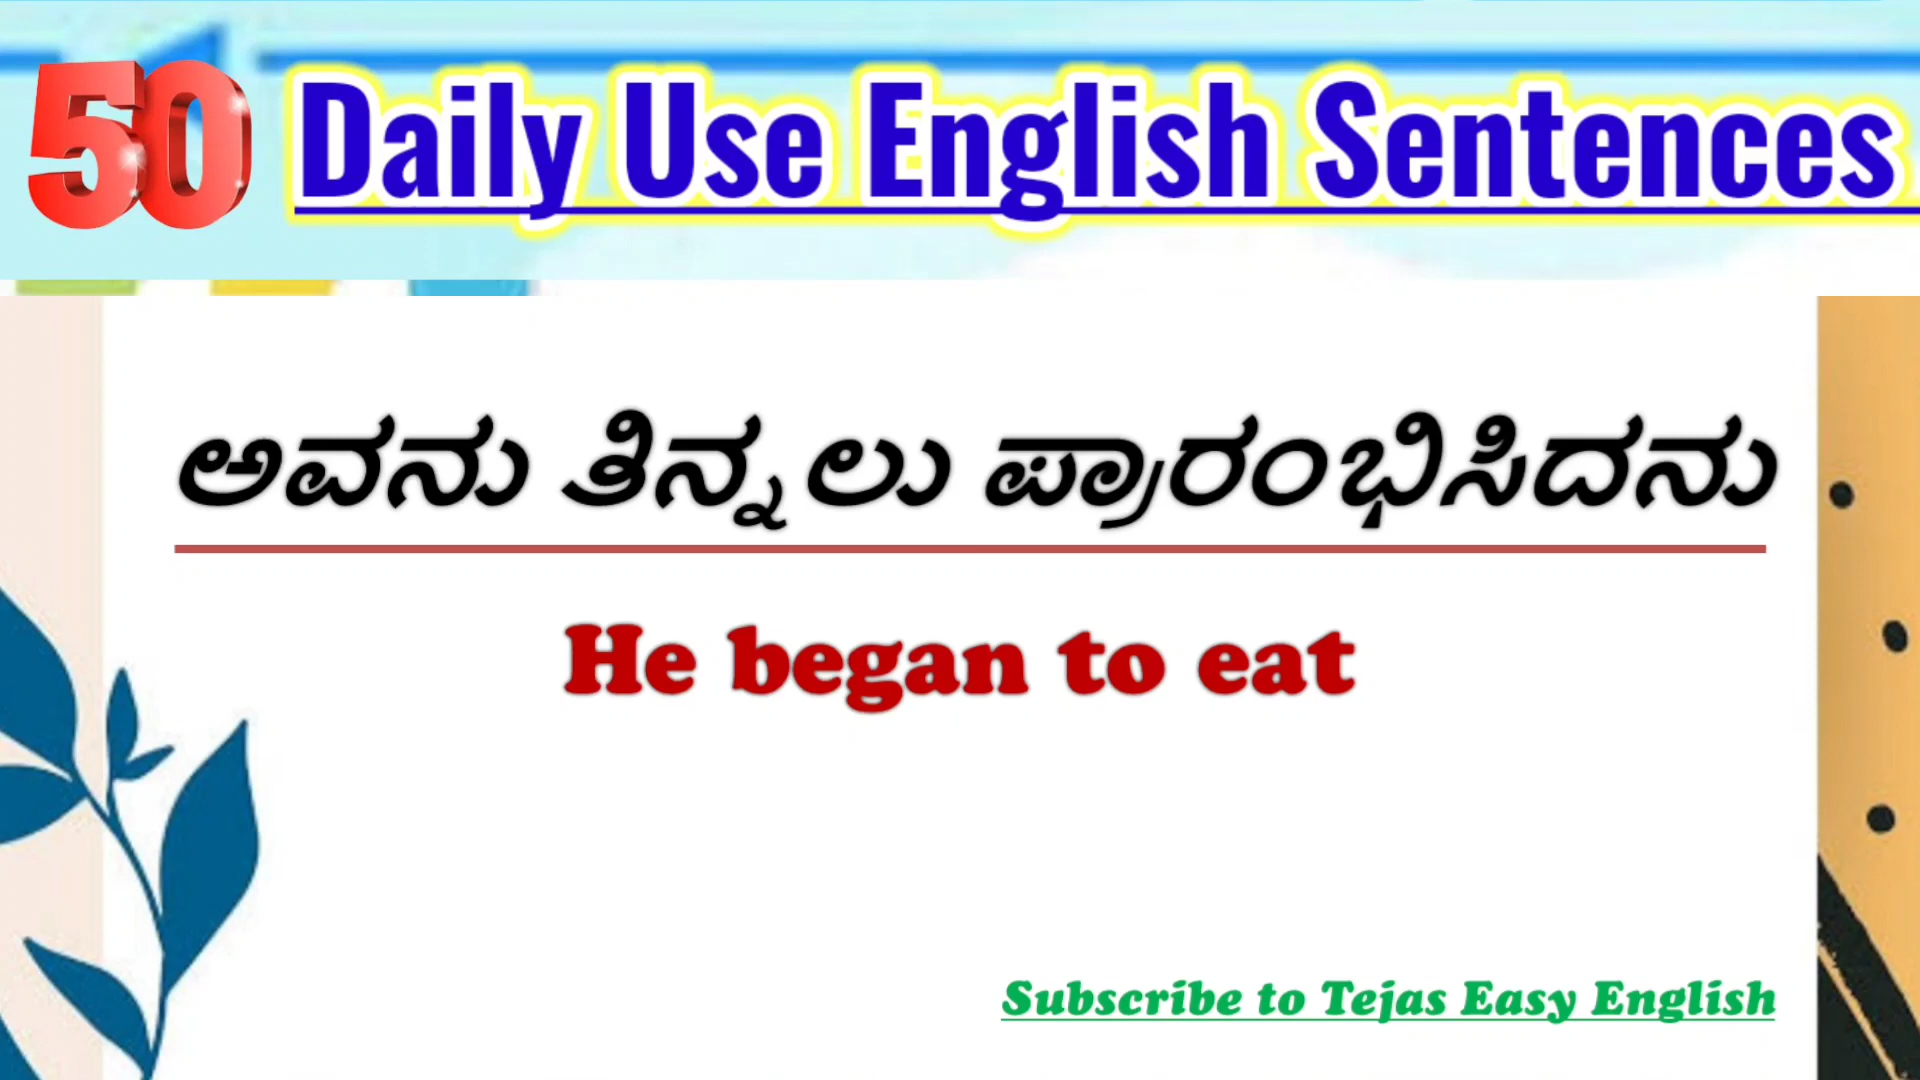 50 Daily Use English Sentences
ಅವನು ತಿನ್ನಲು ಪ್ರಾರಂಭಿಸಿದನು
He began to eat
Subscribe to Tejas Easy English